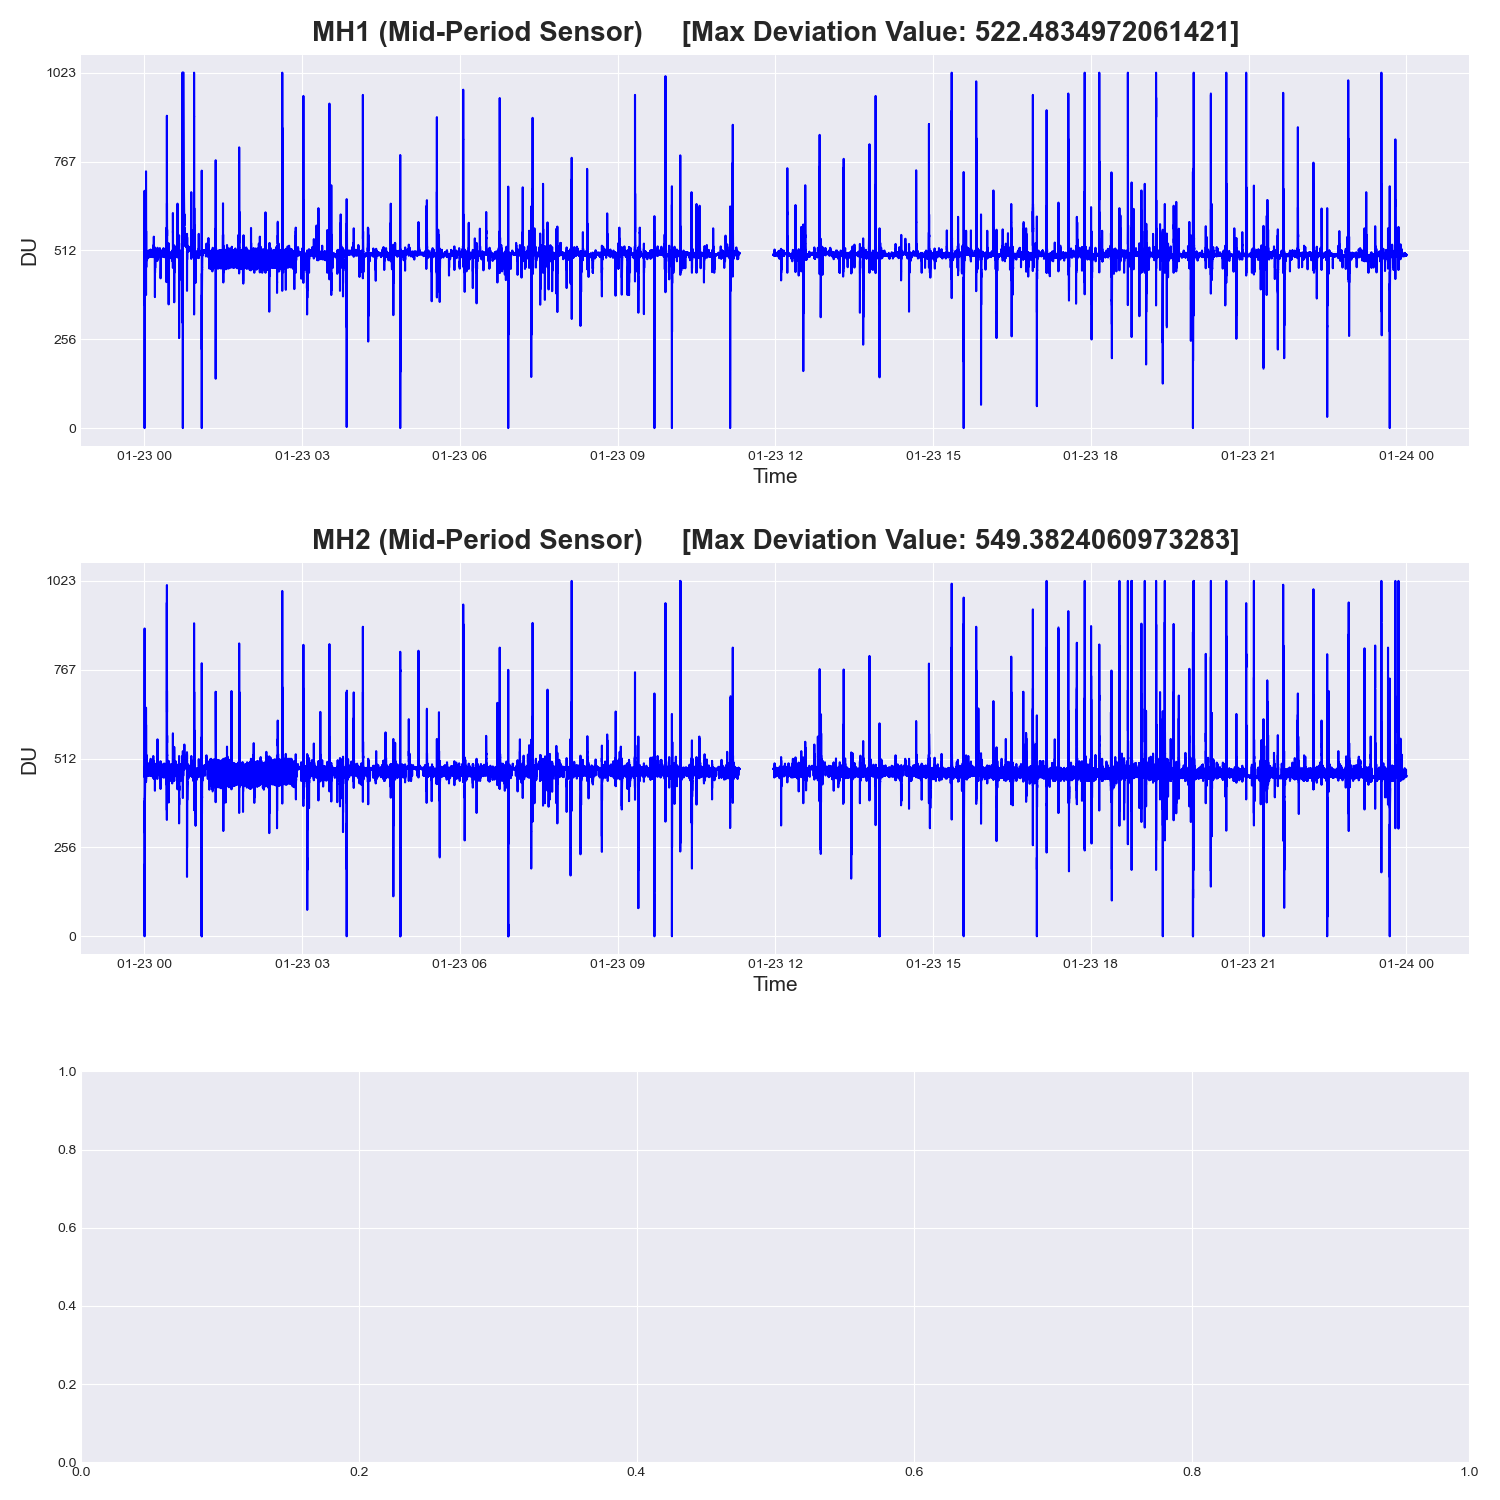 MH1 (Mid-Period Sensor) [Max Deviation Value: 522.4834972061421]
1023
767
512
256
0
DU
01-23 00 01-23 03 01-23 06 01-23 09 01-23 12 01-23 15 01-23 18 01-23 21 01-24 00
Time
MH2 (Mid-Period Sensor) [Max Deviation Value: 549.3824060973283]
1023
767
512
256
0
DU
01-23 00 01-23 03 01-23 06 01-23 09 01-23 12 01-23 15 01-23 18 01-23 21 01-24 00
Time
1.0
0.8
0.6
0.4
0.2
0.0
0.0 0.2 0.4 0.6 0.8 1.0